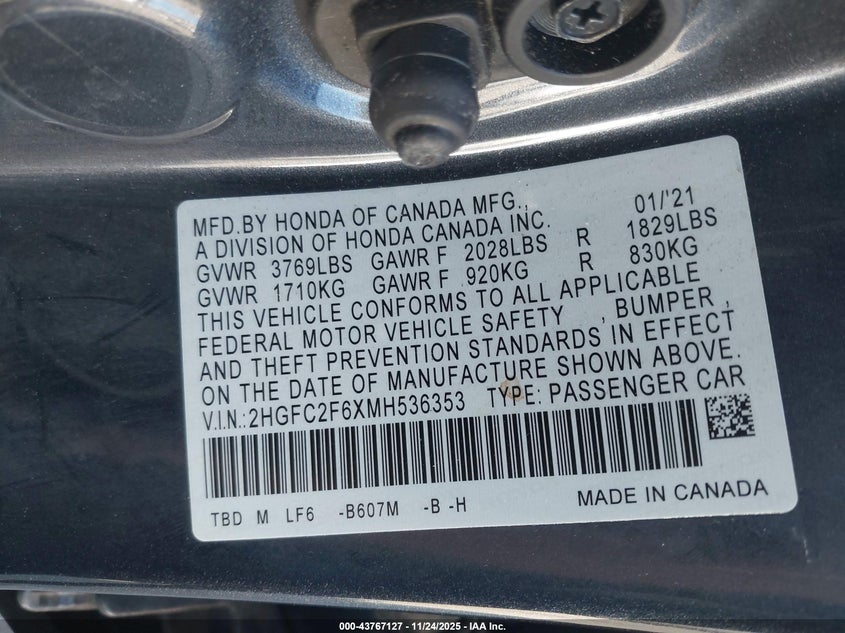 MFD.BY HONDA OF CANADA MFG., 01/'21
A DIVISION OF HONDA CANADA INC.
GVWR 3769LBS GAWR F 2028LBS R 1829LBS
GVWR 1710KG GAWR F 920KG R 830KG
THIS VEHICLE CONFORMS TO ALL APPLICABLE
FEDERAL MOTOR VEHICLE SAFETY , BUMPER ,
AND THEFT PREVENTION STANDARDS IN EFFECT
ON THE DATE OF MANUFACTURE SHOWN ABOVE.
V.I.N.: 2HGFC2F6XMH536353 TYPE: PASSENGER CAR
TBD M LF6 -B607M -B -H MADE IN CANADA
000-43767127 - 11/24/2025 - IAA Inc.